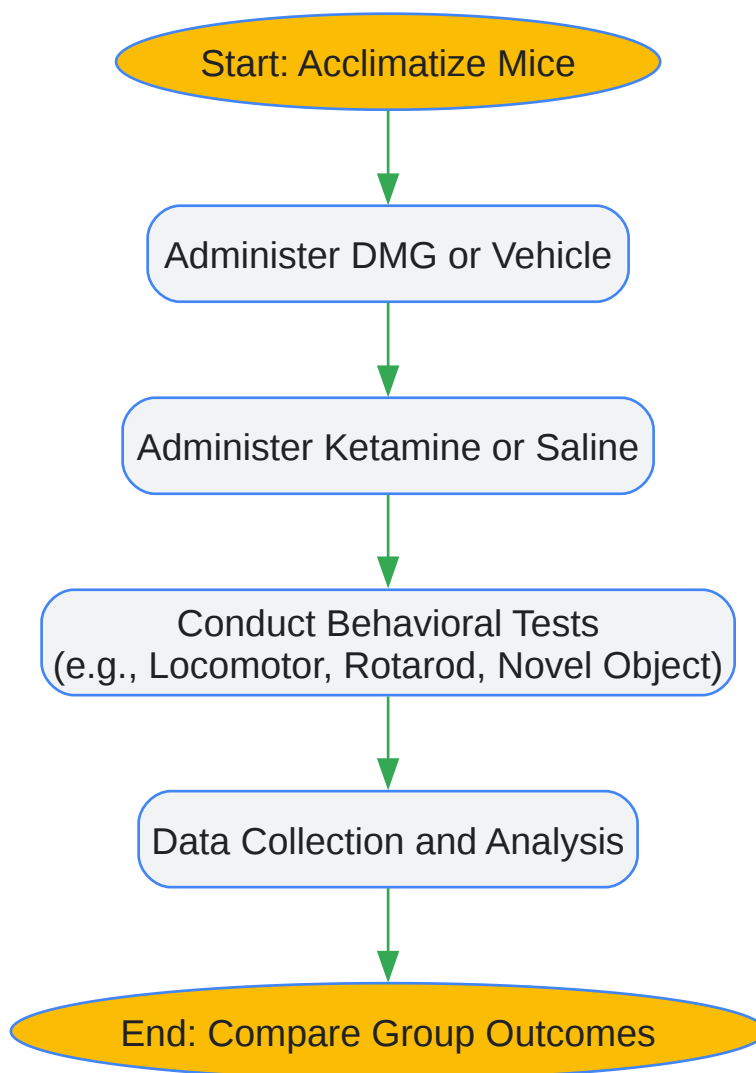 Start: Acclimatize Mice
Administer DMG or Vehicle
Administer Ketamine or Saline
Conduct Behavioral Tests
(e.g., Locomotor, Rotarod, Novel Object)
Data Collection and Analysis
End: Compare Group Outcomes